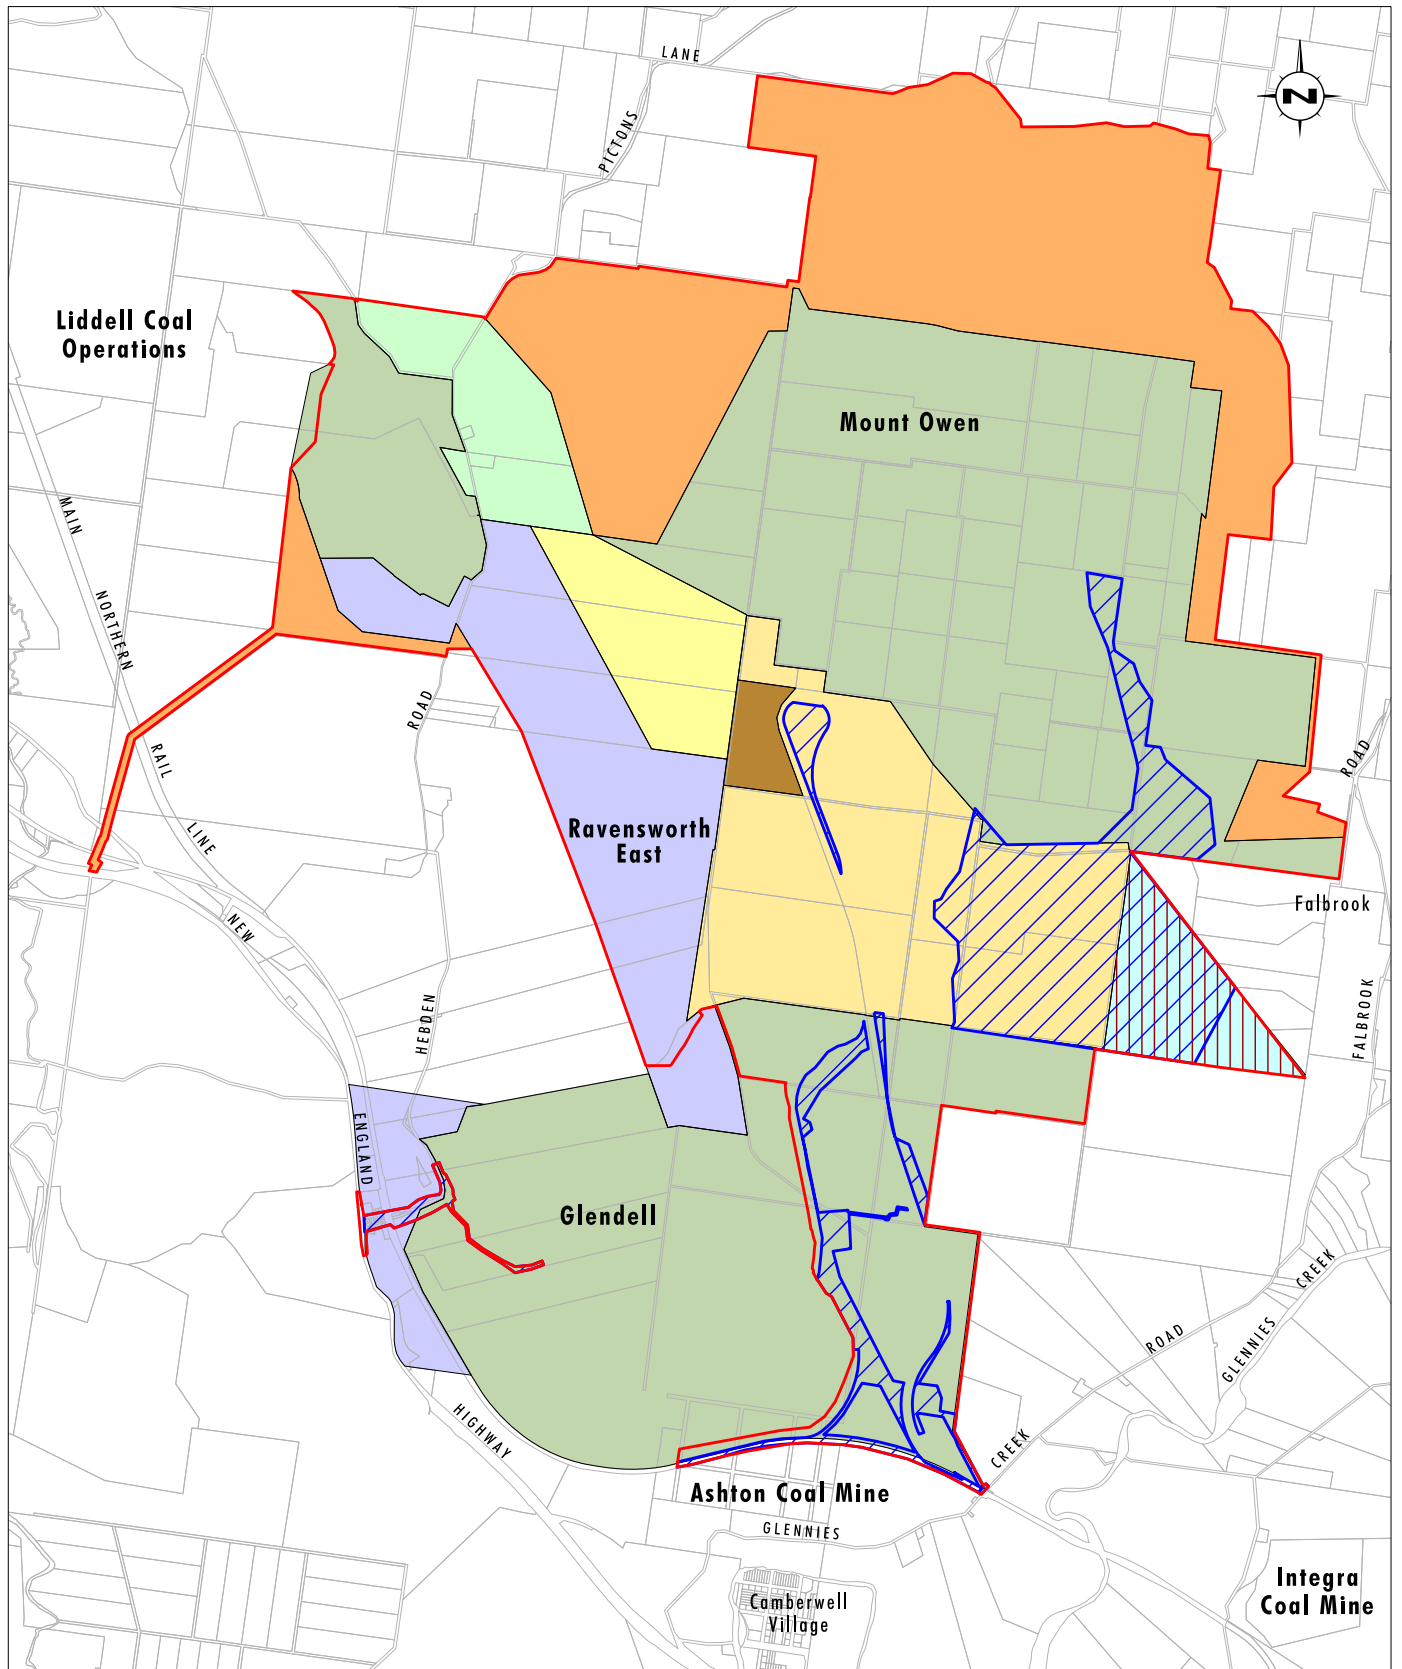 LANE
PICTONS
N
Liddell Coal
Operations
Mount Owen
MAIN
NORTHERN
RAIL
LINE
ROAD
ROAD
Ravensworth
East
Falbrook
NEW
HEBDEN
FALBROOK
ENGLAND
Glendell
CREEK
ROAD
GLENNIES
HIGHWAY
CREEK
Ashton Coal Mine
GLENNIES
Integra
Coal Mine
Camberwell
Village